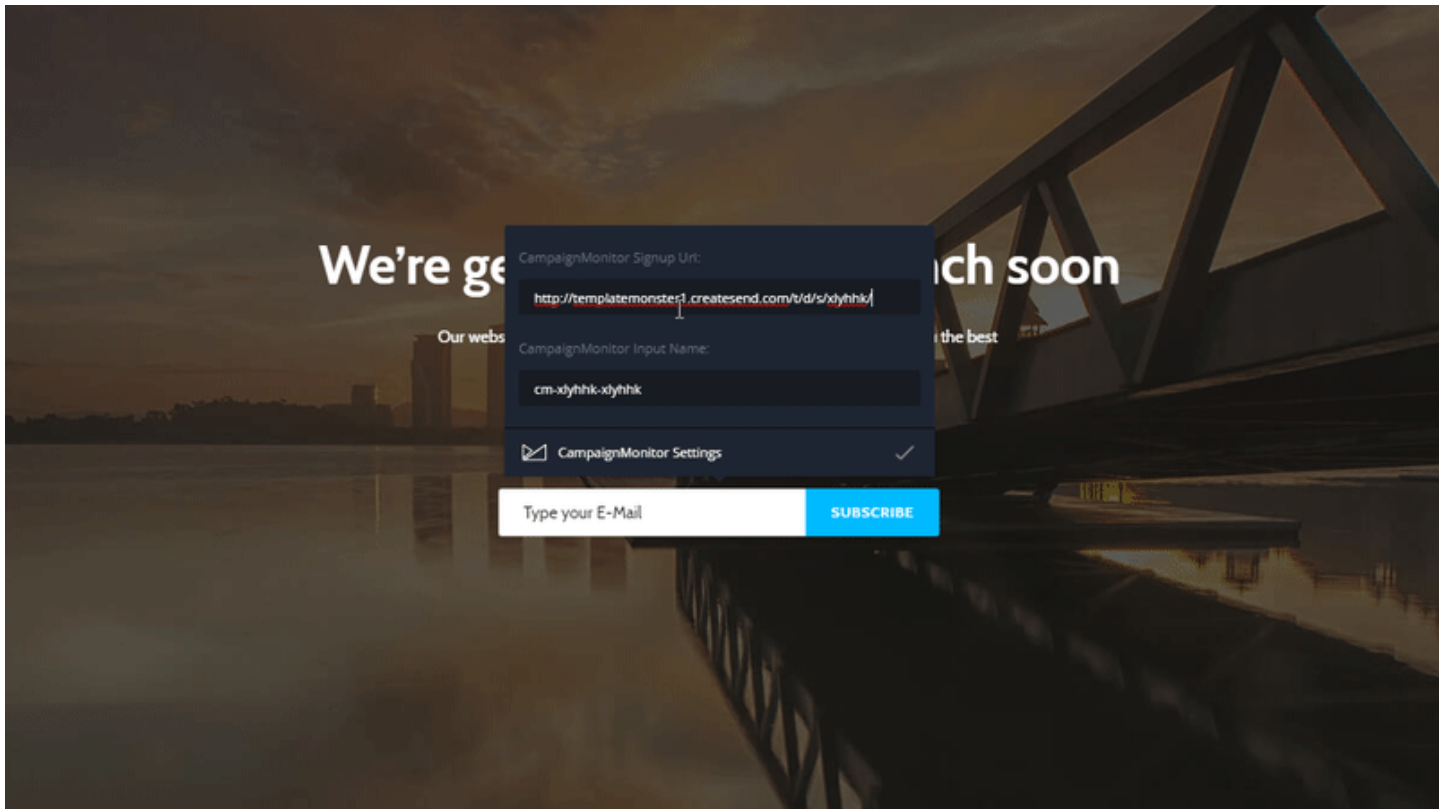 CampaignMonitor Signup Url:
We're ge
nch soon
http://templatemonster1.createsend.com/t/d/s/xlyhhk/
Our webs
the best
CampaignMonitor Input Name:
cm-xlyhhk-xlyhhk
CampaignMonitor Settings
Type your E-Mail
SUBSCRIBE